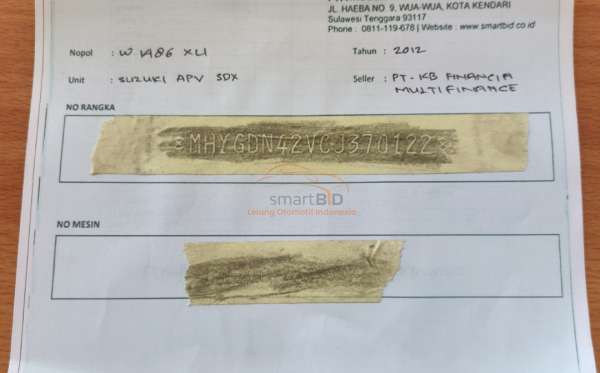 JL. HAEBA NO 9, WUA-WUA, KOTA KENDARI
Sulawesi Tenggara 93117
Phone : 0811-119-678 | Website : www.smartbid.co.id
Nopol : W 1486 XLI Tahun : 2012
Unit : SUZUKI APV SDX Seller : PT-KB FINANCIA
MULTIFINANCE
NO RANGKA
MHYGDN42VCJ370122
smartBID
Lelang Otomotif Indonesia
NO MESIN